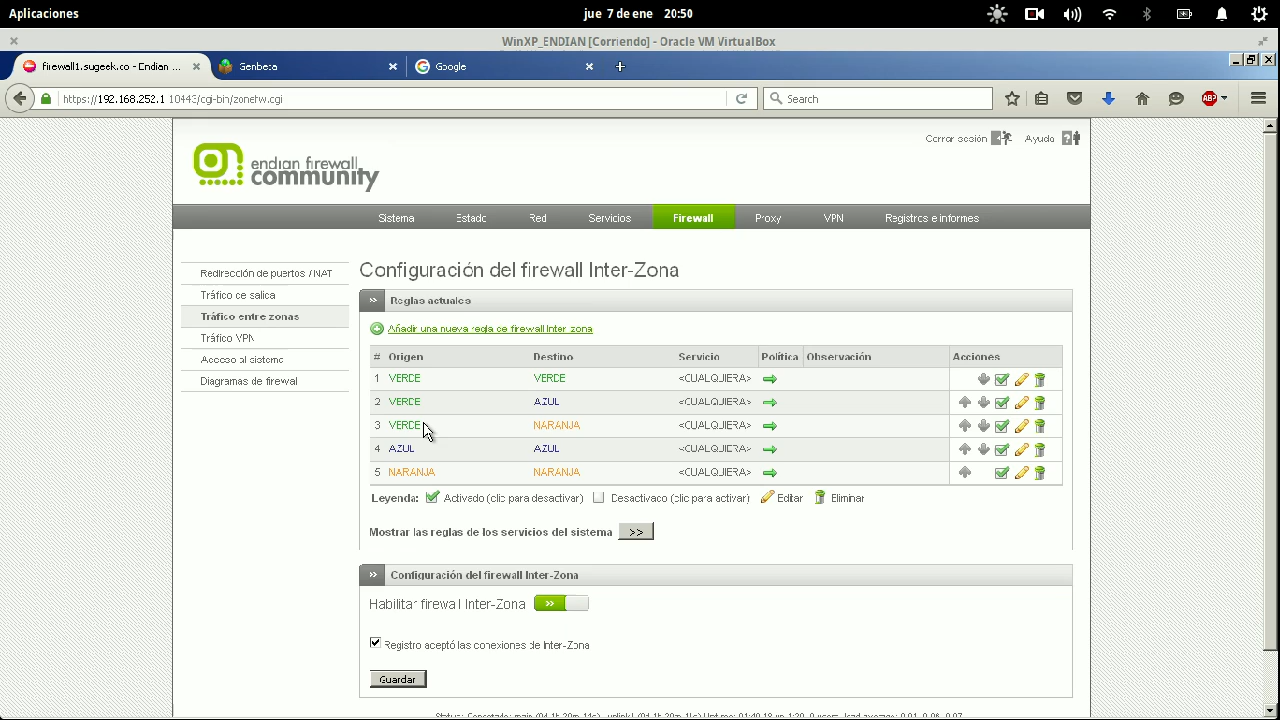 Aplicaciones jue 7 de ene 20:50
WinXP_ENDIAN [Corriendo] - Oracle VM VirtualBox
firewall1.sugeek.co - Endian ... Genbeta Google
https://192.168.252.1:10443/cgi-bin/zonefw.cgi Search ABP
Cerrar sesión Ayuda
endian firewall
community
Sistema Estado Red Servicios Firewall Proxy VPN Registros e informes
Redirección de puertos / NAT
Tráfico de salida
Tráfico entre zonas
Tráfico VPN
Acceso al sistema
Diagramas de firewall
Configuración del firewall Inter-Zona
Reglas actuales
Añadir una nueva regla de firewall Inter zona
# Origen Destino Servicio Política Observación Acciones
1 VERDE VERDE <CUALQUIERA>
2 VERDE AZUL <CUALQUIERA>
3 VERDE NARANJA <CUALQUIERA>
4 AZUL AZUL <CUALQUIERA>
5 NARANJA NARANJA <CUALQUIERA>
Leyenda: Activado (clic para desactivar) Desactivado (clic para activar) Editar Eliminar
Mostrar las reglas de los servicios del sistema >>
Configuración del firewall Inter-Zona
Habilitar firewall Inter-Zona
Registro aceptó las conexiones de Inter-Zona
Guardar